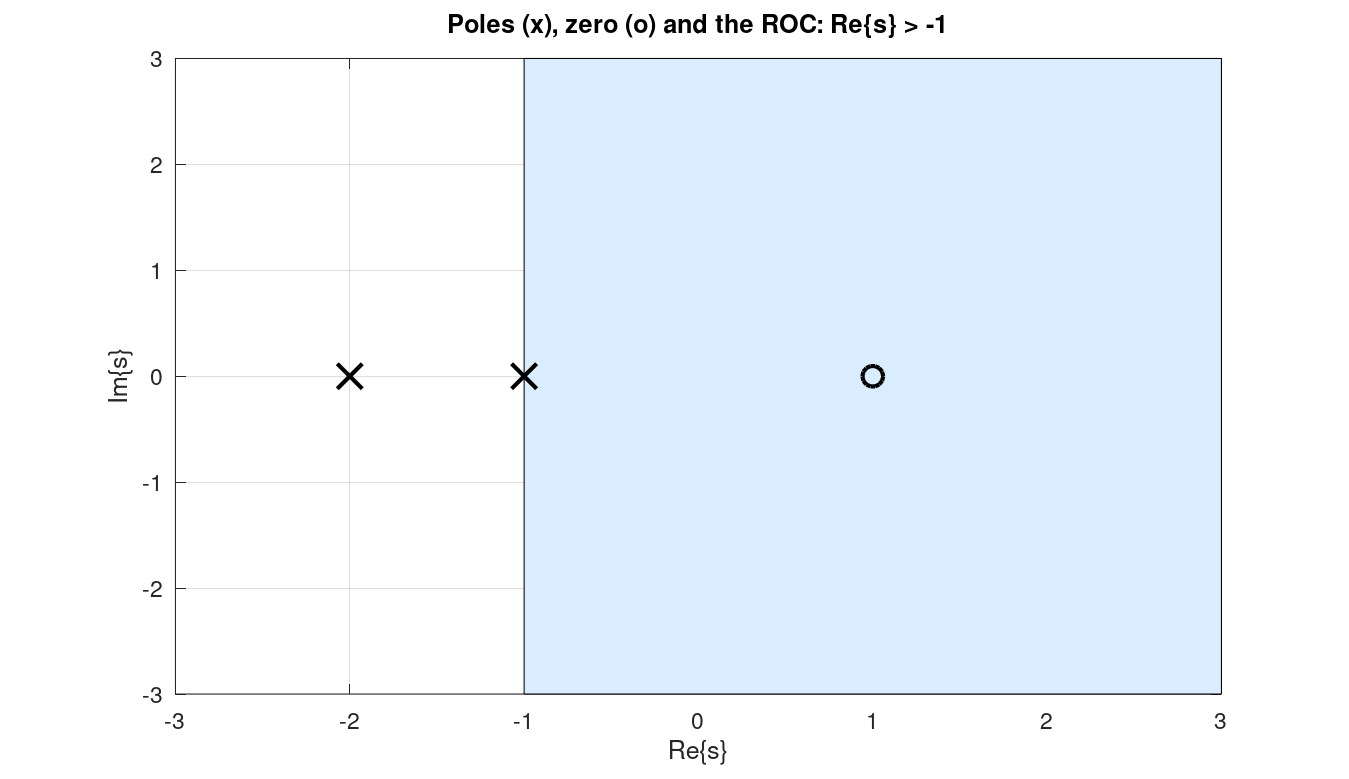 Poles (x), zero (o) and the ROC: Re{s} > -1
3
2
1
0
-1
-2
-3
Im{s}
-3 -2 -1 0 1 2 3
Re{s}